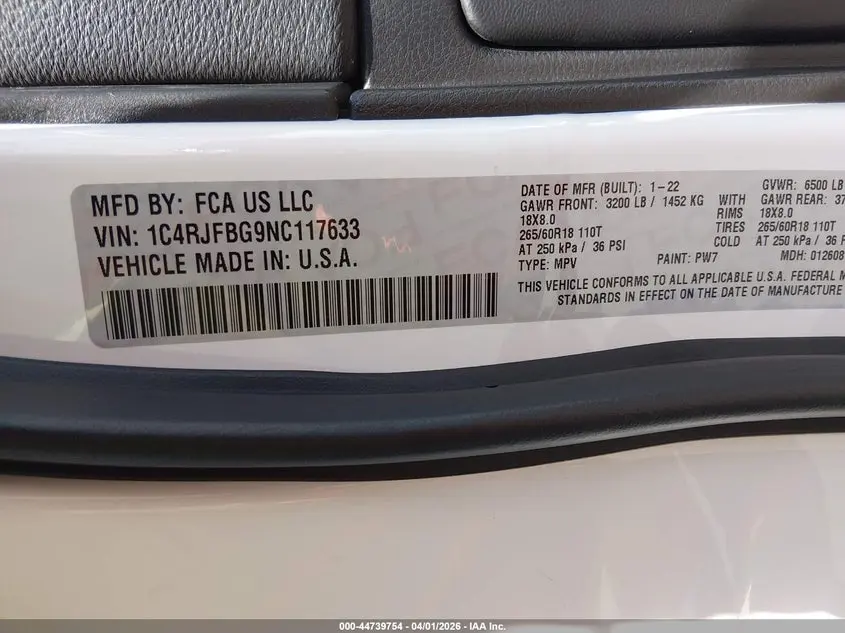 MFD BY: FCA US LLC
VIN: 1C4RJFBG9NC117633
VEHICLE MADE IN: U.S.A.
DATE OF MFR (BUILT): 1-22
GVWR: 6500 LB
GAWR FRONT: 3200 LB / 1452 KG WITH GAWR REAR: 37
18X8.0 RIMS 18X8.0
265/60R18 110T TIRES 265/60R18 110T
AT 250 kPa / 36 PSI COLD AT 250 kPa / 36 P
TYPE: MPV PAINT: PW7 MDH: 012608
THIS VEHICLE CONFORMS TO ALL APPLICABLE U.S.A. FEDERAL M
STANDARDS IN EFFECT ON THE DATE OF MANUFACTURE
000-44739754 | 04/01/2026 | IAA Inc.